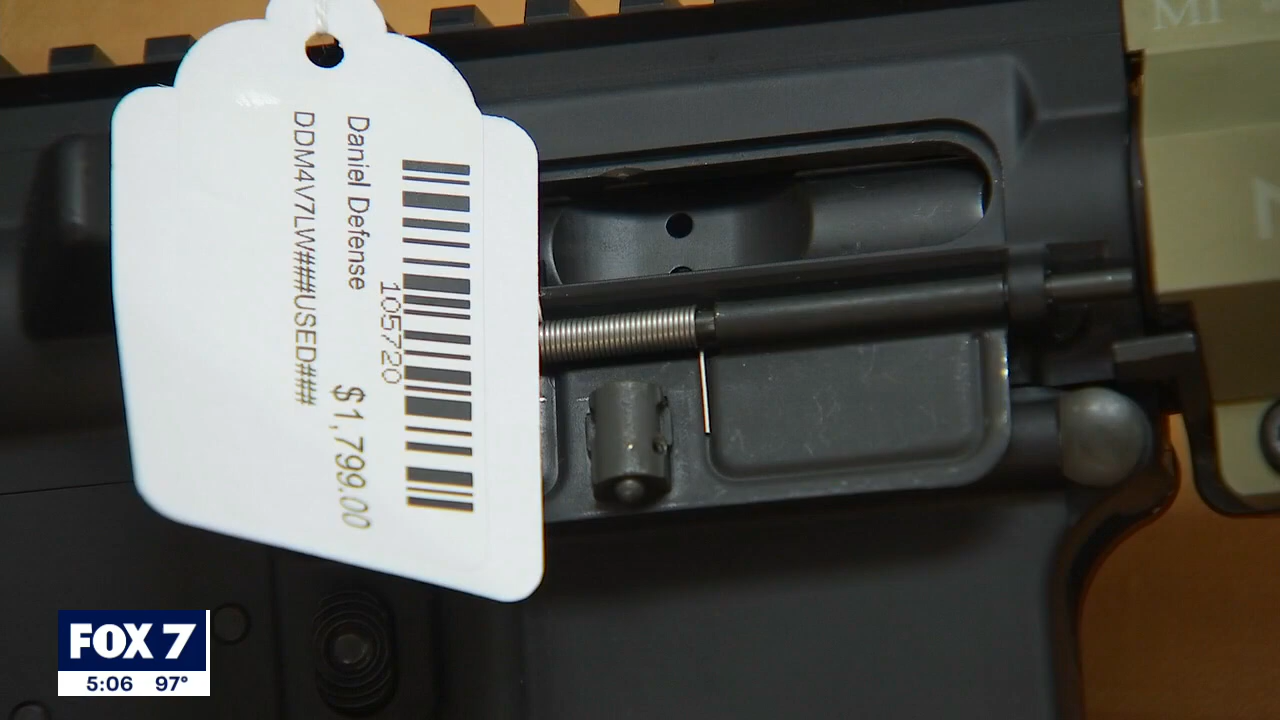 Daniel Defense
DDM4V7LW###USED###
105720
$1,799.00
FOX 7
5:06 97°